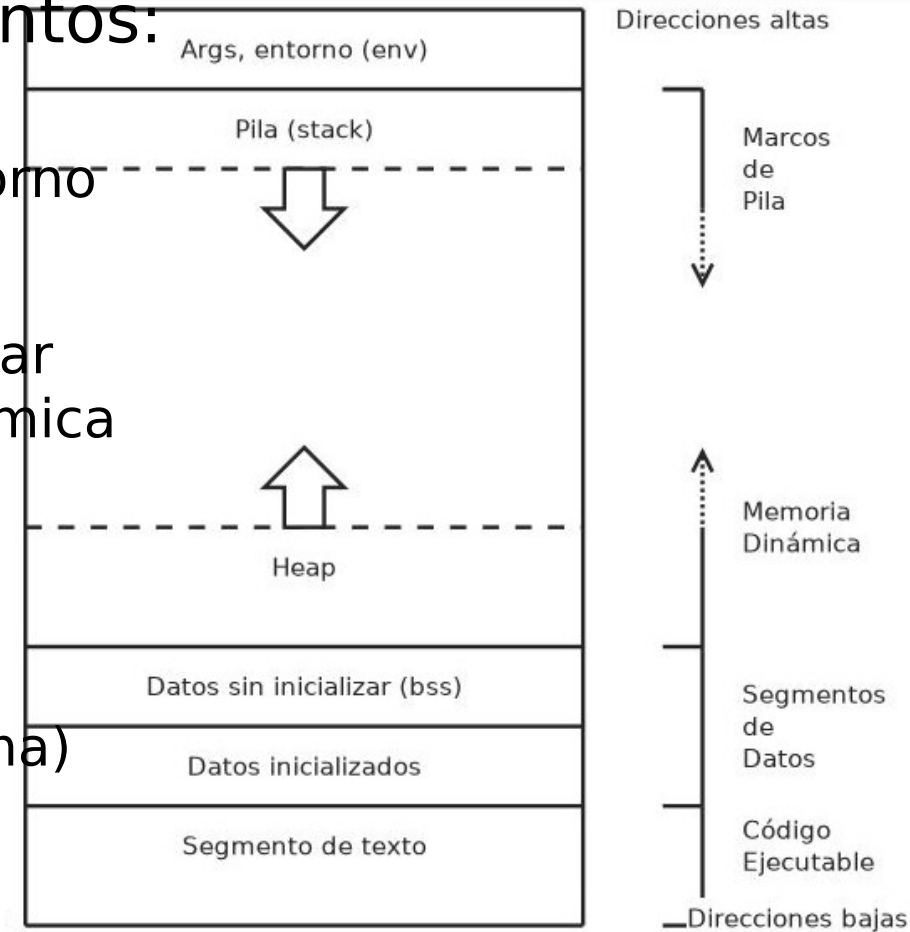 ntos:
Direcciones altas
Args, entorno (env)
Pila (stack)
Marcos
de
Pila
orno
ar
mica
Memoria
Dinámica
Heap
Datos sin inicializar (bss)
Segmentos
de
Datos
na)
Datos inicializados
Segmento de texto
Código
Ejecutable
Direcciones bajas